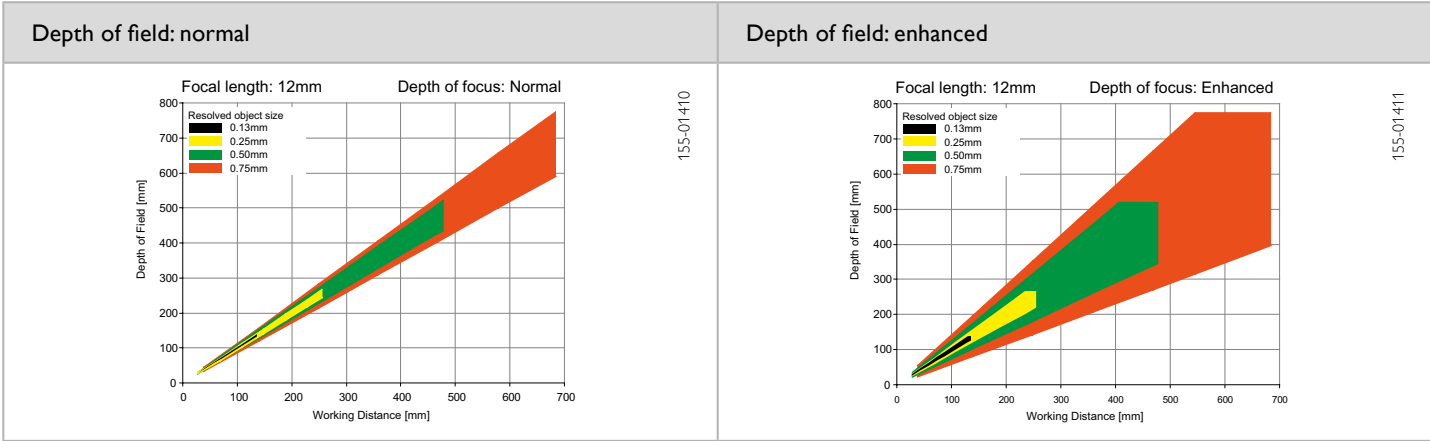 Depth of field: normal
Depth of field: enhanced
Focal length: 12mm
Depth of focus: Normal
Resolved object size
0.13mm
0.25mm
0.50mm
0.75mm
800
700
600
500
400
300
200
100
0
Depth of Field [mm]
0 100 200 300 400 500 600 700
Working Distance [mm]
155-01410
Focal length: 12mm
Depth of focus: Enhanced
Resolved object size
0.13mm
0.25mm
0.50mm
0.75mm
800
700
600
500
400
300
200
100
0
Depth of Field [mm]
0 100 200 300 400 500 600 700
Working Distance [mm]
155-01411